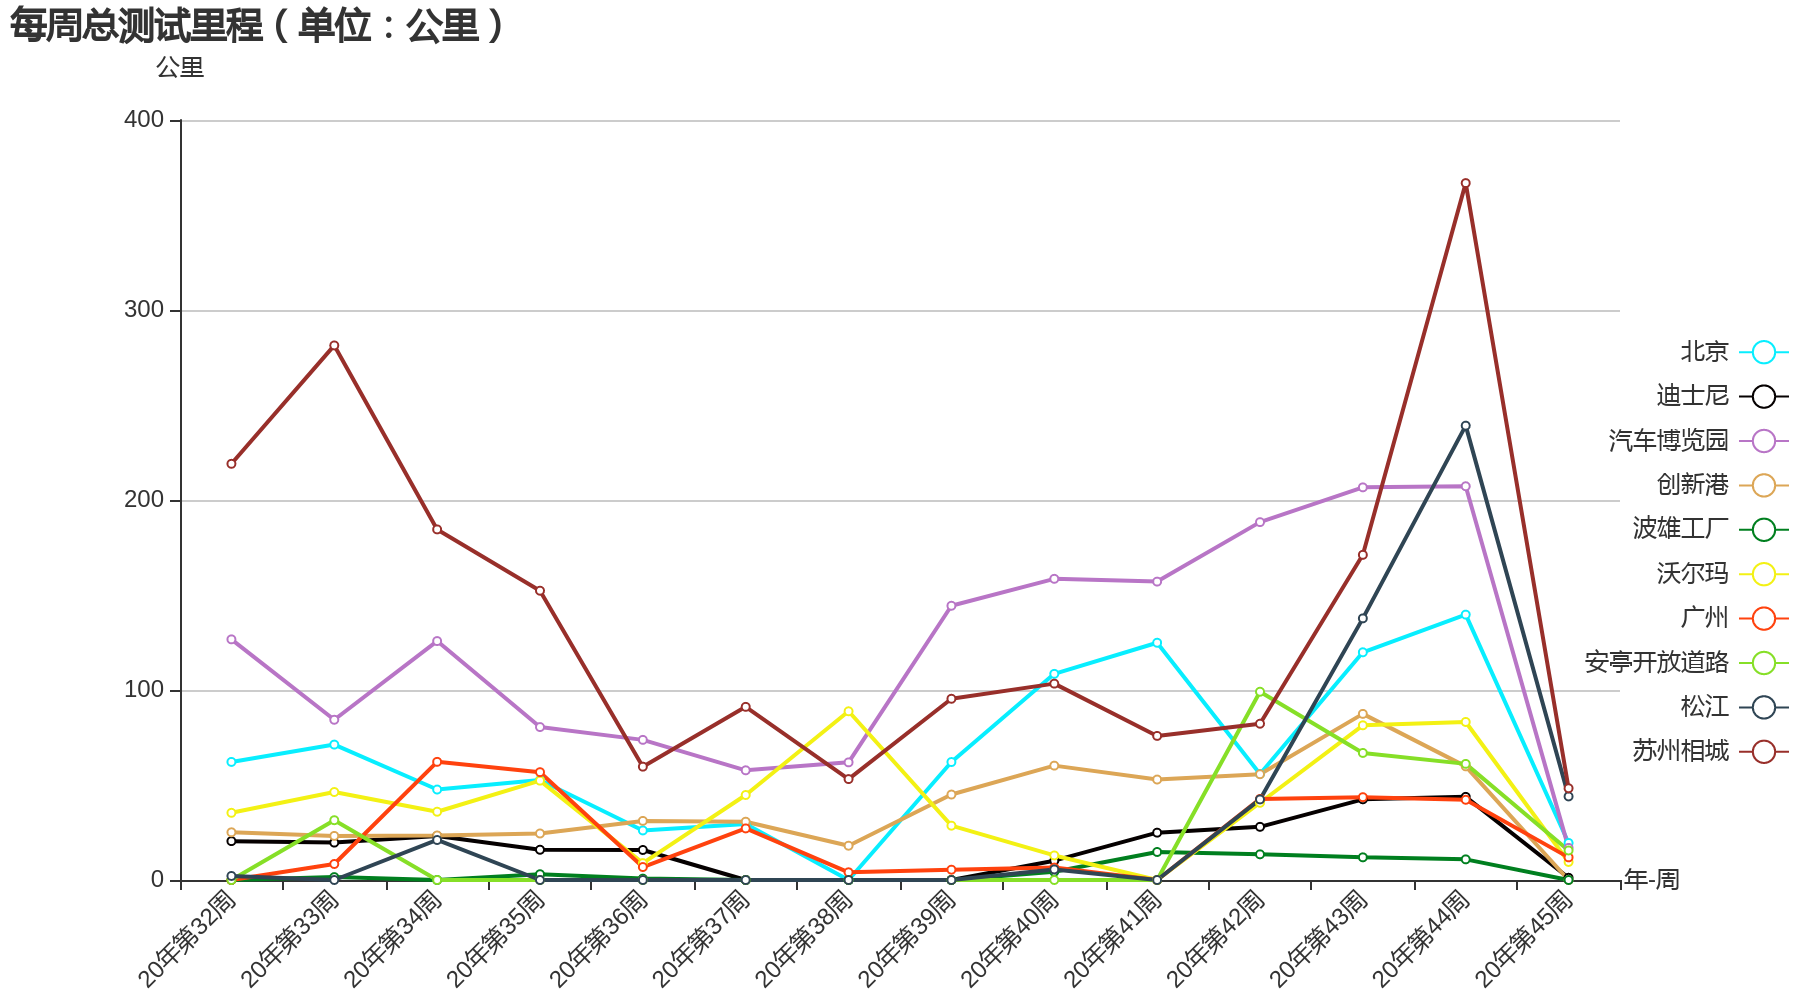 每周总测试里程（单位：公里）
公里
400
300
200
100
0
年-周
20年第32周
20年第33周
20年第34周
20年第35周
20年第36周
20年第37周
20年第38周
20年第39周
20年第40周
20年第41周
20年第42周
20年第43周
20年第44周
20年第45周
北京
迪士尼
汽车博览园
创新港
波雄工厂
沃尔玛
广州
安亭开放道路
松江
苏州相城